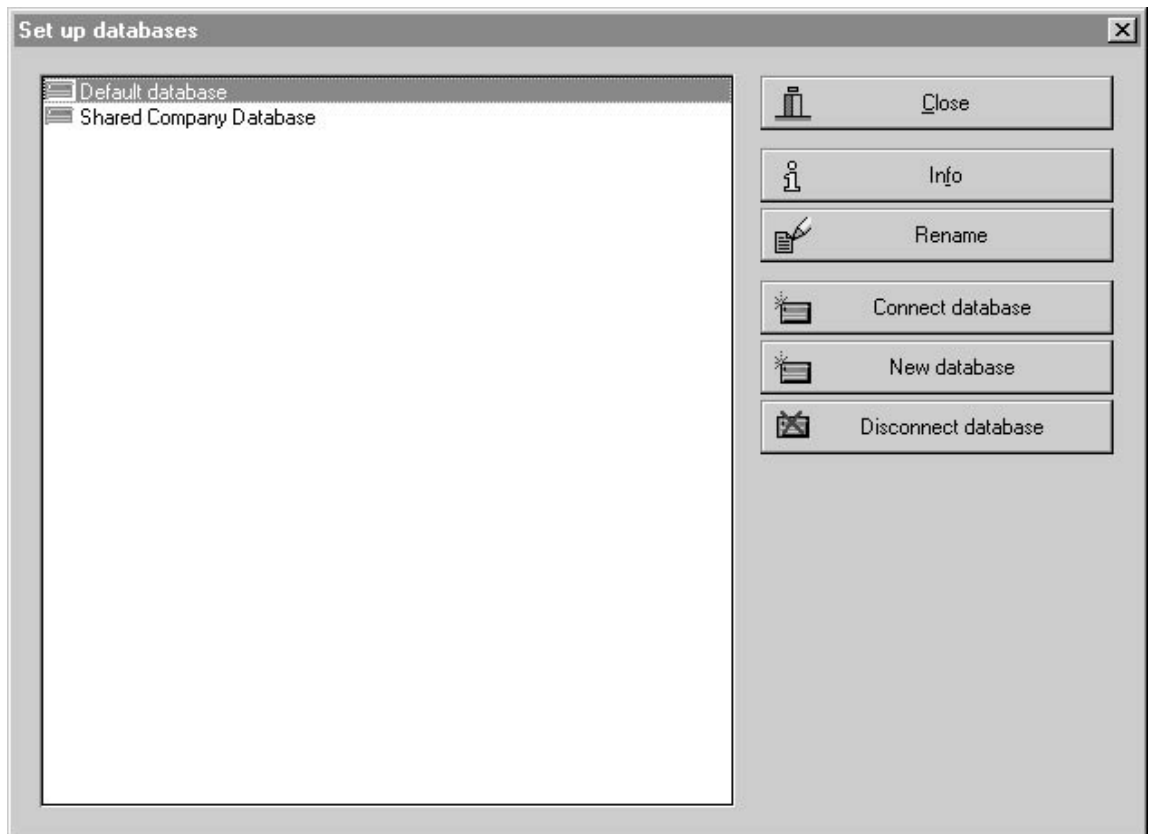 Set up databases
Default database
Shared Company Database
Close
Info
Rename
Connect database
New database
Disconnect database